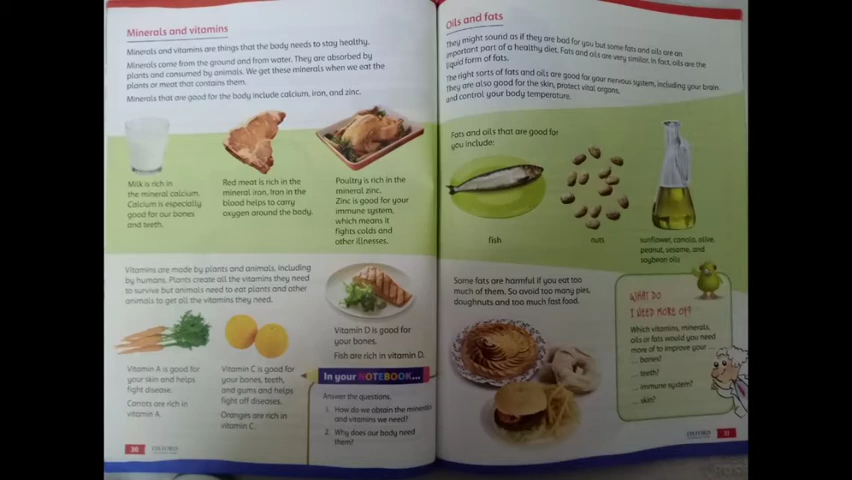 Minerals and vitamins
Minerals and vitamins are things that the body needs to stay healthy.
Minerals come from the ground and from water. They are absorbed by
plants and consumed by animals. We get these minerals when we eat the
plants or meat that contains them.
Minerals that are good for the body include calcium, iron, and zinc.
Milk is rich in
the mineral calcium.
Calcium is especially
good for our bones
and teeth.
Red meat is rich in the
mineral iron. Iron in the
blood helps to carry
oxygen around the body.
Poultry is rich in the
mineral zinc.
Zinc is good for your
immune system,
which means it
fights colds and
other illnesses.
Vitamins are made by plants and animals, including
by humans. Plants create all the vitamins they need
to survive but animals need to eat plants and other
animals to get all the vitamins they need.
Vitamin D is good for
your bones.
Fish are rich in vitamin D.
Vitamin A is good for
your skin and helps
fight disease.
Carrots are rich in
vitamin A.
Vitamin C is good for
your bones, teeth,
and gums and helps
fight off diseases.
Oranges are rich in
vitamin C.
In your NOTEBOOK...
Answer the questions.
1. How do we obtain the minerals
and vitamins we need?
2. Why does our body need
them?
30
OXFORD
Oils and fats
They might sound as if they are bad for you but some fats and oils are an
important part of a healthy diet. Fats and oils are very similar. In fact, oils are the
liquid form of fats.
The right sorts of fats and oils are good for your nervous system, including your brain.
They are also good for the skin, protect vital organs,
and control your body temperature.
Fats and oils that are good for
you include:
fish
nuts
sunflower, canola, olive,
peanut, sesame, and
soybean oils
Some fats are harmful if you eat too
much of them. So avoid too many pies,
doughnuts and too much fast food.
WHAT DO
I NEED MORE OF?
Which vitamins, minerals,
oils or fats would you need
more of to improve your ...
... bones?
... teeth?
... immune system?
... skin?
OXFORD
31